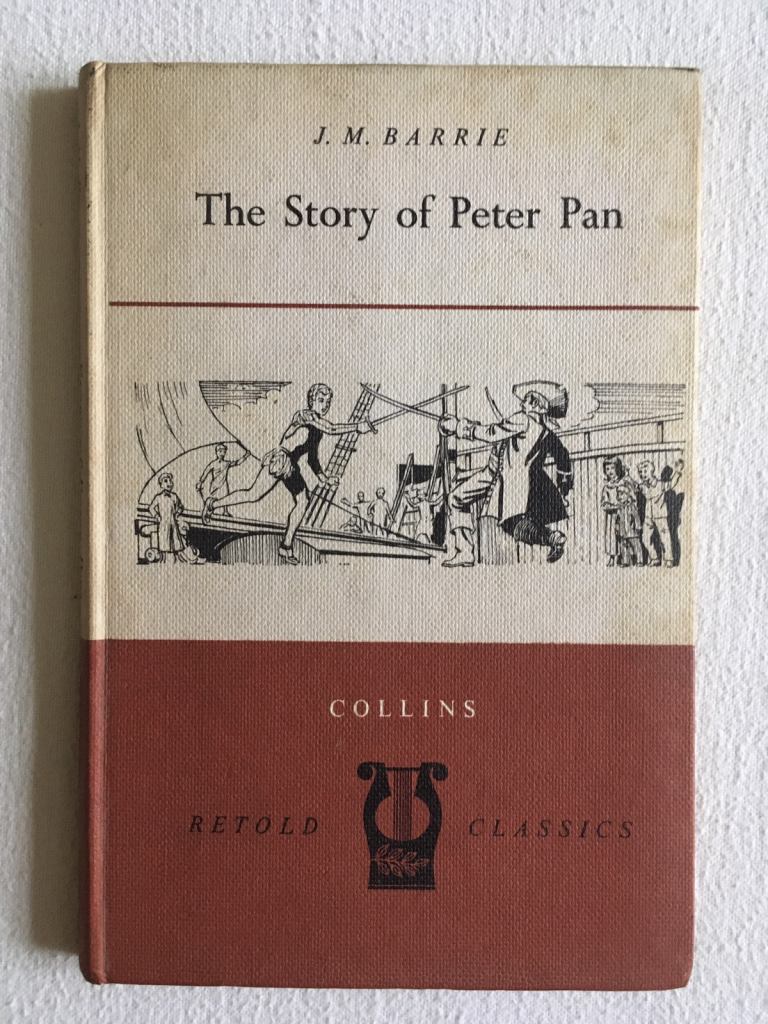 J. M. BARRIE
The Story of Peter Pan
COLLINS
RETOLD CLASSICS